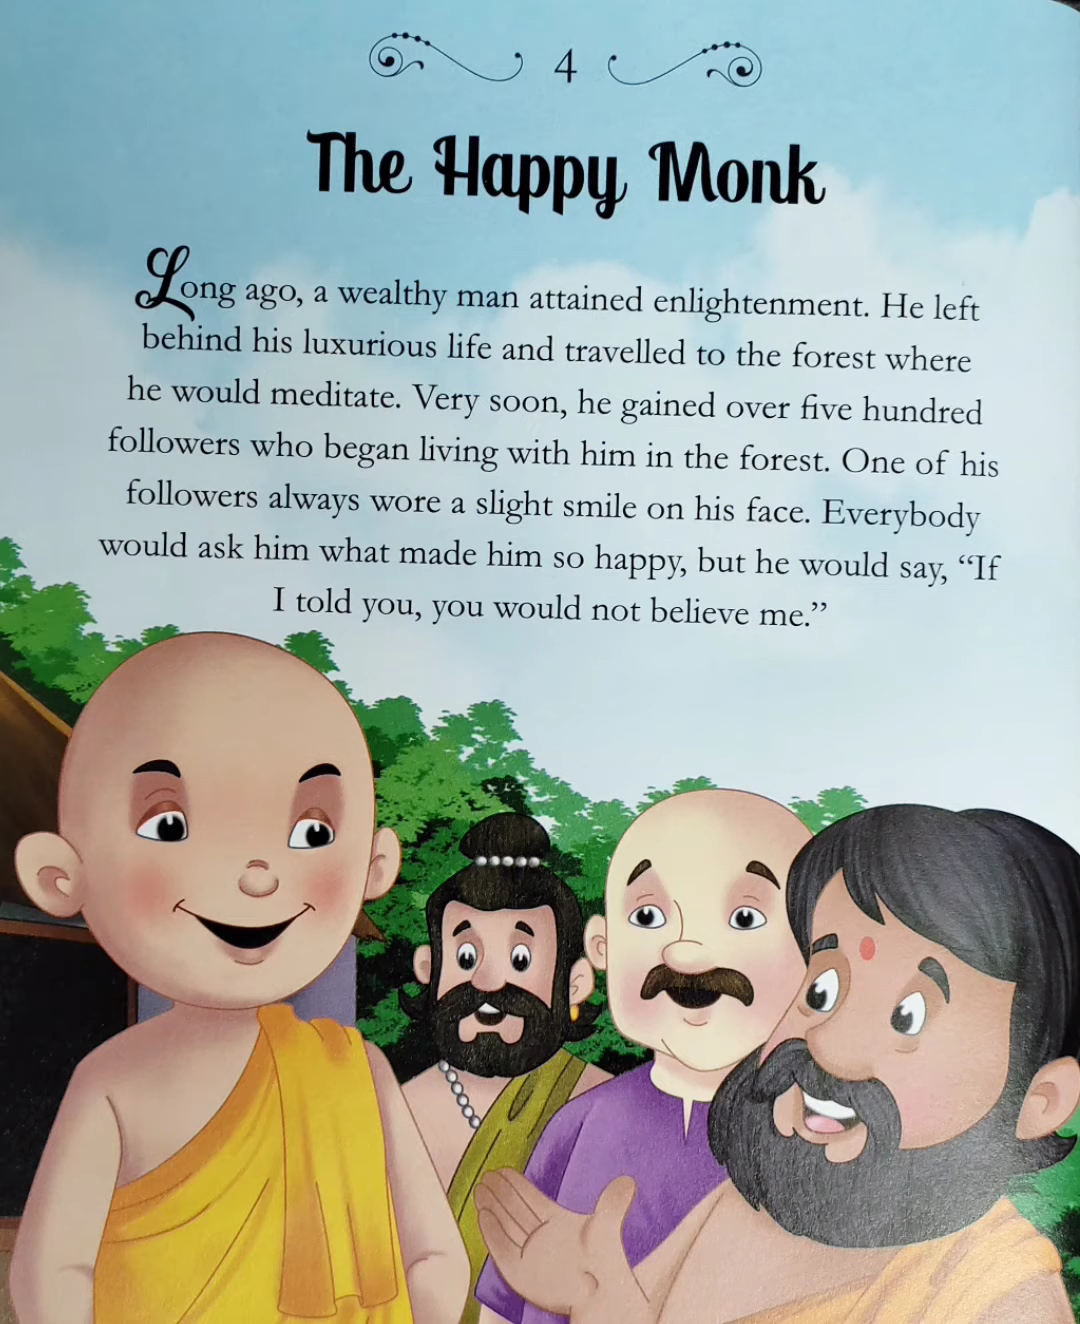 4
The Happy Monk
Long ago, a wealthy man attained enlightenment. He left
behind his luxurious life and travelled to the forest where
he would meditate. Very soon, he gained over five hundred
followers who began living with him in the forest. One of his
followers always wore a slight smile on his face. Everybody
would ask him what made him so happy, but he would say, “If
I told you, you would not believe me.”